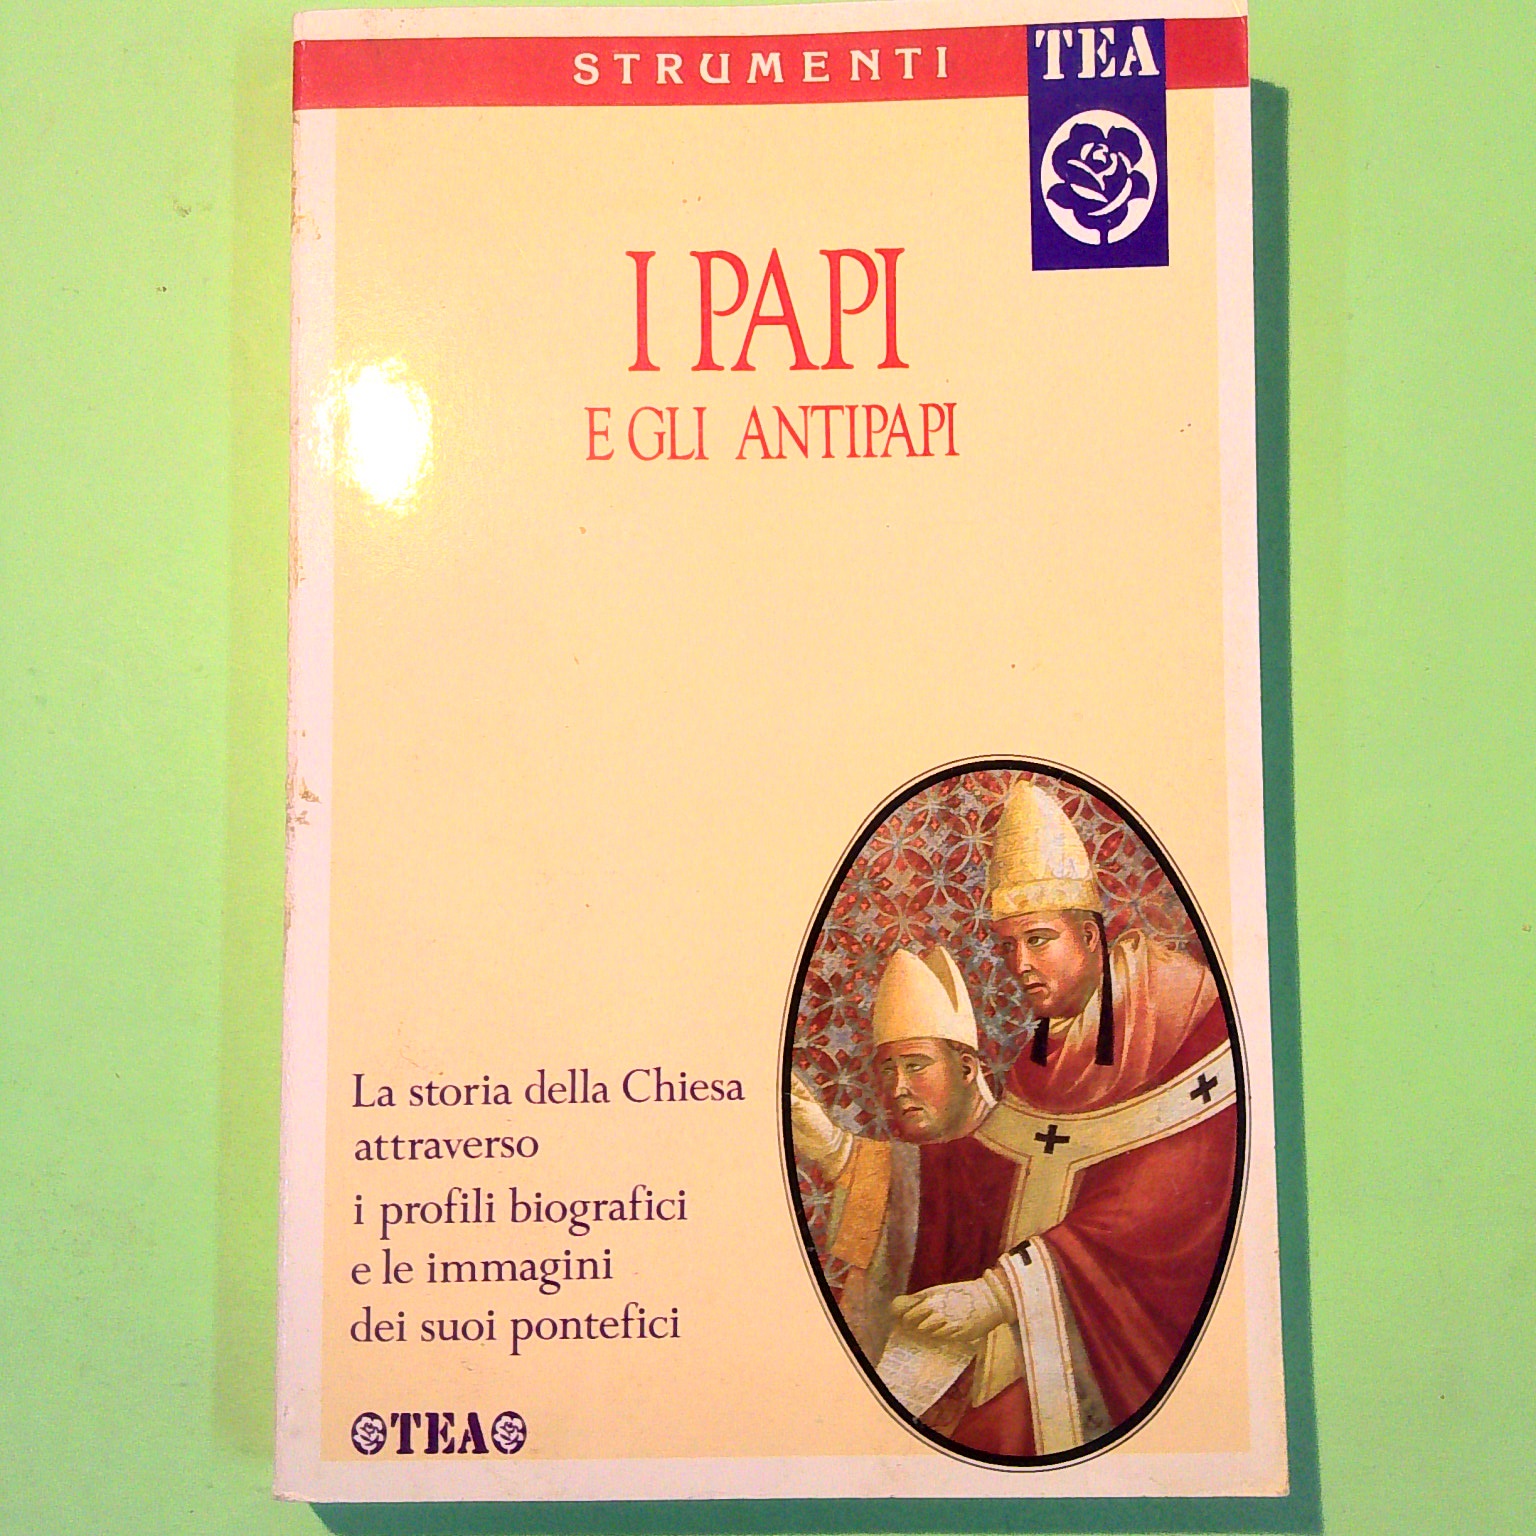 STRUMENTI
TEA
I PAPI
E GLI ANTIPAPI
La storia della Chiesa
attraverso
i profili biografici
e le immagini
dei suoi pontefici
TEA